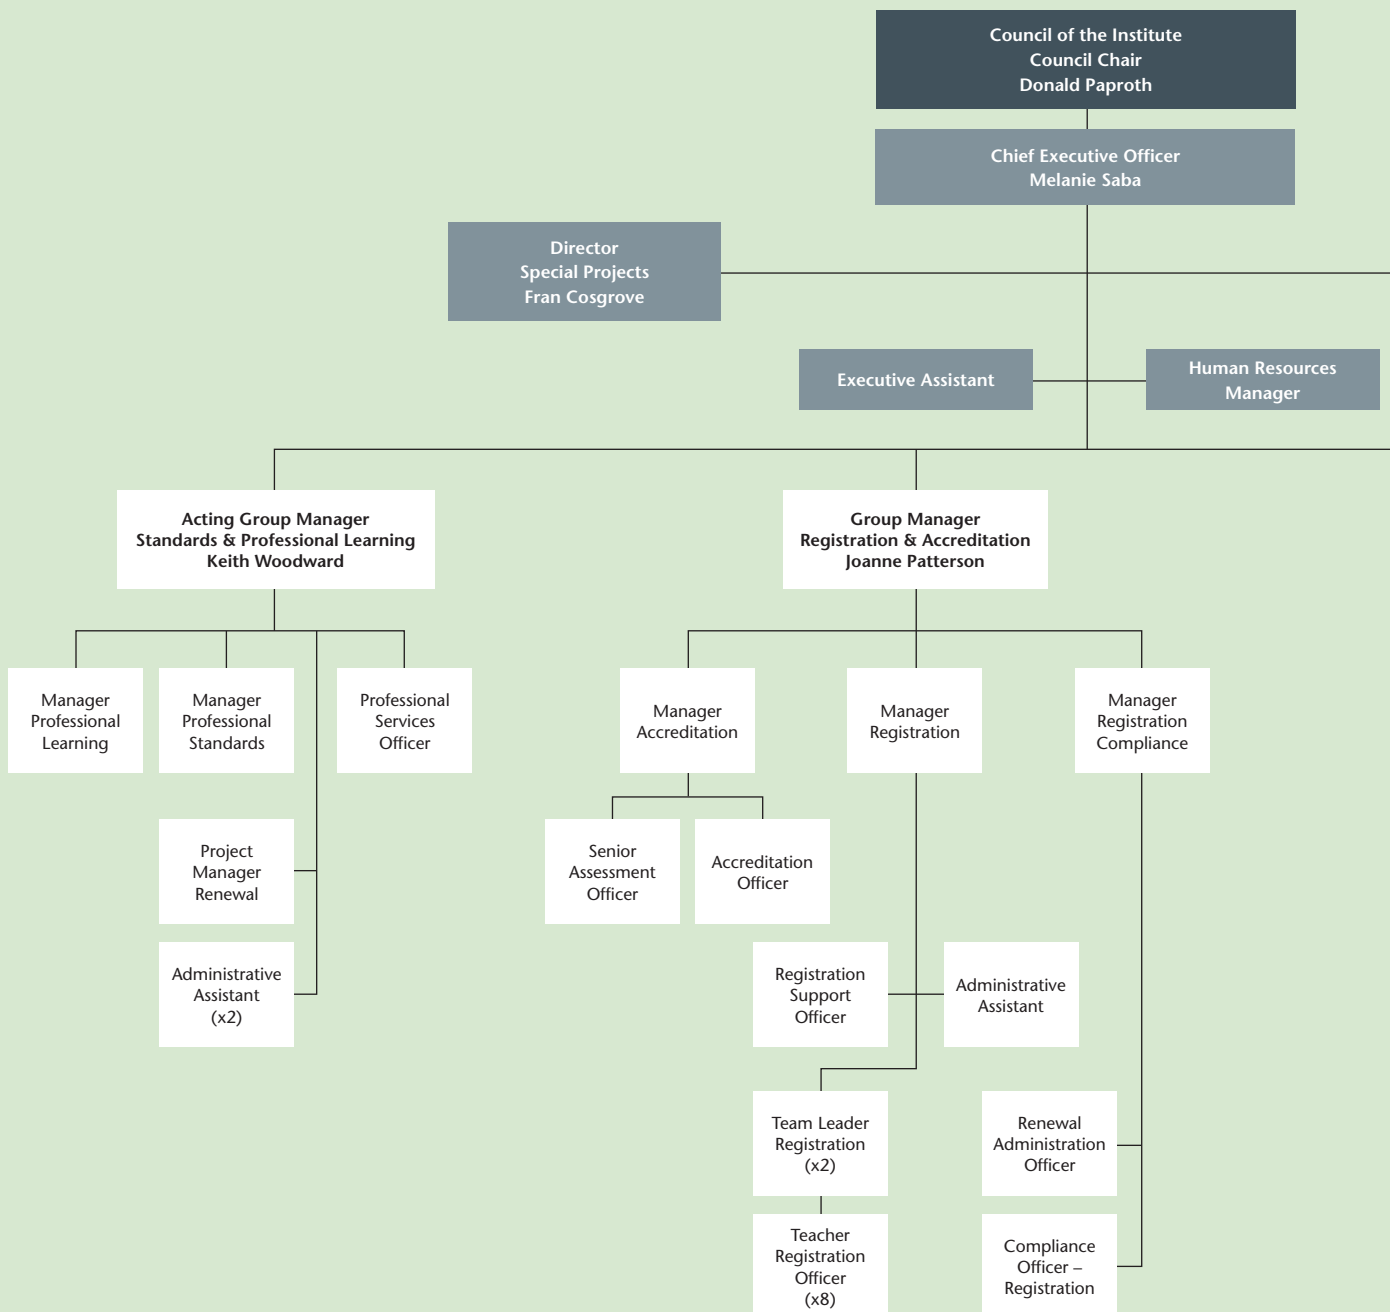 Council of the Institute
Council Chair
Donald Paproth
Chief Executive Officer
Melanie Saba
Director
Special Projects
Fran Cosgrove
Executive Assistant
Human Resources
Manager
Acting Group Manager
Standards & Professional Learning
Keith Woodward
Group Manager
Registration & Accreditation
Joanne Patterson
Manager
Professional
Learning
Manager
Professional
Standards
Professional
Services
Officer
Manager
Accreditation
Manager
Registration
Manager
Registration
Compliance
Project
Manager
Renewal
Senior
Assessment
Officer
Accreditation
Officer
Administrative
Assistant
(x2)
Registration
Support
Officer
Administrative
Assistant
Team Leader
Registration
(x2)
Renewal
Administration
Officer
Teacher
Registration
Officer
(x8)
Compliance
Officer –
Registration